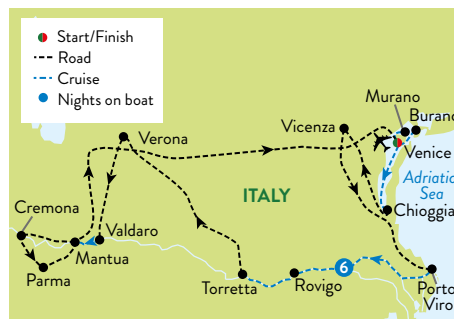 Start/Finish
Road
Cruise
Nights on boat
Murano
Burano
Vicenza
Verona
Venice
Adriatic
Sea
ITALY
Chioggia
Cremona
Valdaro
Mantua
Parma
Torretta
Rovigo
6
Porto
Viro